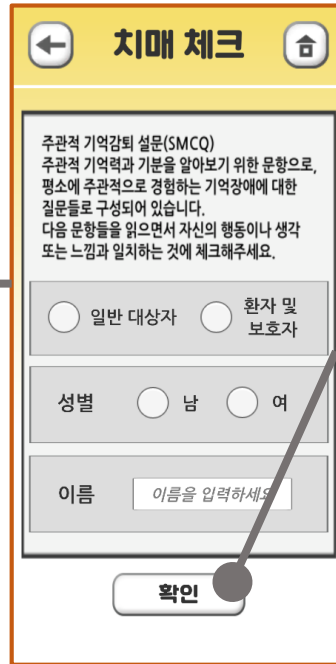 치매 체크
주관적 기억감퇴 설문(SMCQ)
주관적 기억력과 기분을 알아보기 위한 문항으로,
평소에 주관적으로 경험하는 기억장애에 대한
질문들로 구성되어 있습니다.
다음 문항들을 읽으면서 자신의 행동이나 생각
또는 느낌과 일치하는 것에 체크해주세요.
일반 대상자 환자 및
보호자
성별 남 여
이름 이름을 입력하세요
확인